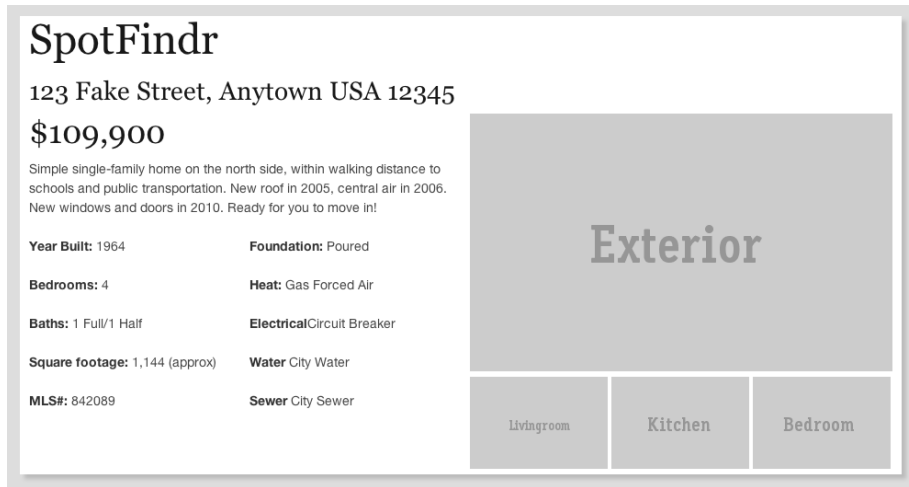 SpotFindr
123 Fake Street, Anytown USA 12345
$109,900
Simple single-family home on the north side, within walking distance to
schools and public transportation. New roof in 2005, central air in 2006.
New windows and doors in 2010. Ready for you to move in!
Year Built: 1964
Bedrooms: 4
Baths: 1 Full/1 Half
Square footage: 1,144 (approx)
MLS#: 842089
Foundation: Poured
Heat: Gas Forced Air
ElectricalCircuit Breaker
Water City Water
Sewer City Sewer
Exterior
Livingroom
Kitchen
Bedroom